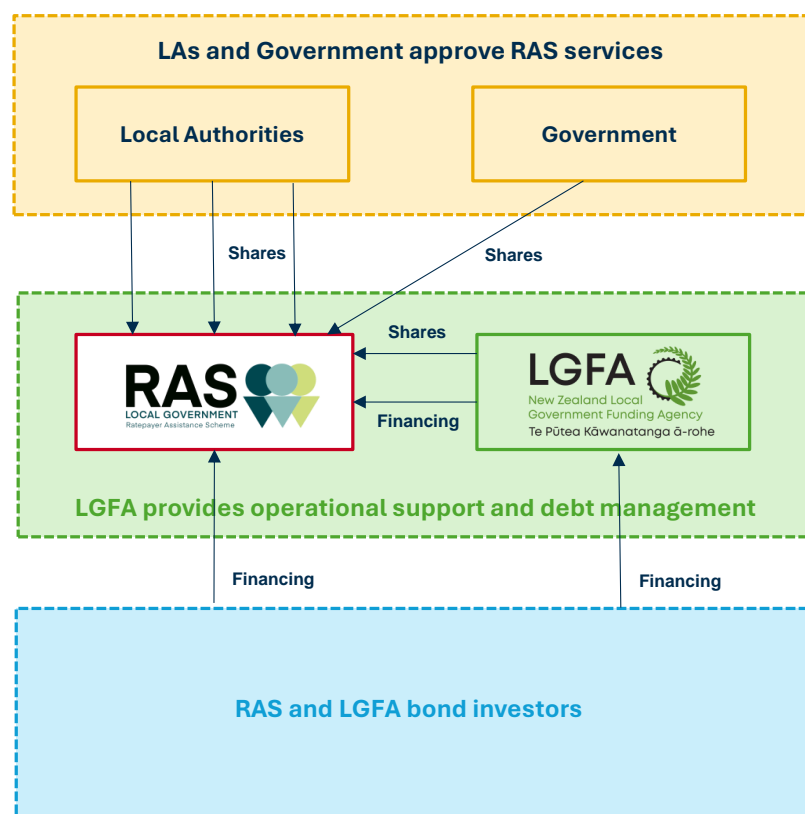 LAs and Government approve RAS services
Local Authorities
Government
Shares
Shares
Shares
RAS
LOCAL GOVERNMENT
Ratepayer Assistance Scheme
LGFA
New Zealand Local
Government Funding Agency
Te Pūtea Kāwanatanga ā-rohe
Financing
LGFA provides operational support and debt management
Financing
Financing
RAS and LGFA bond investors